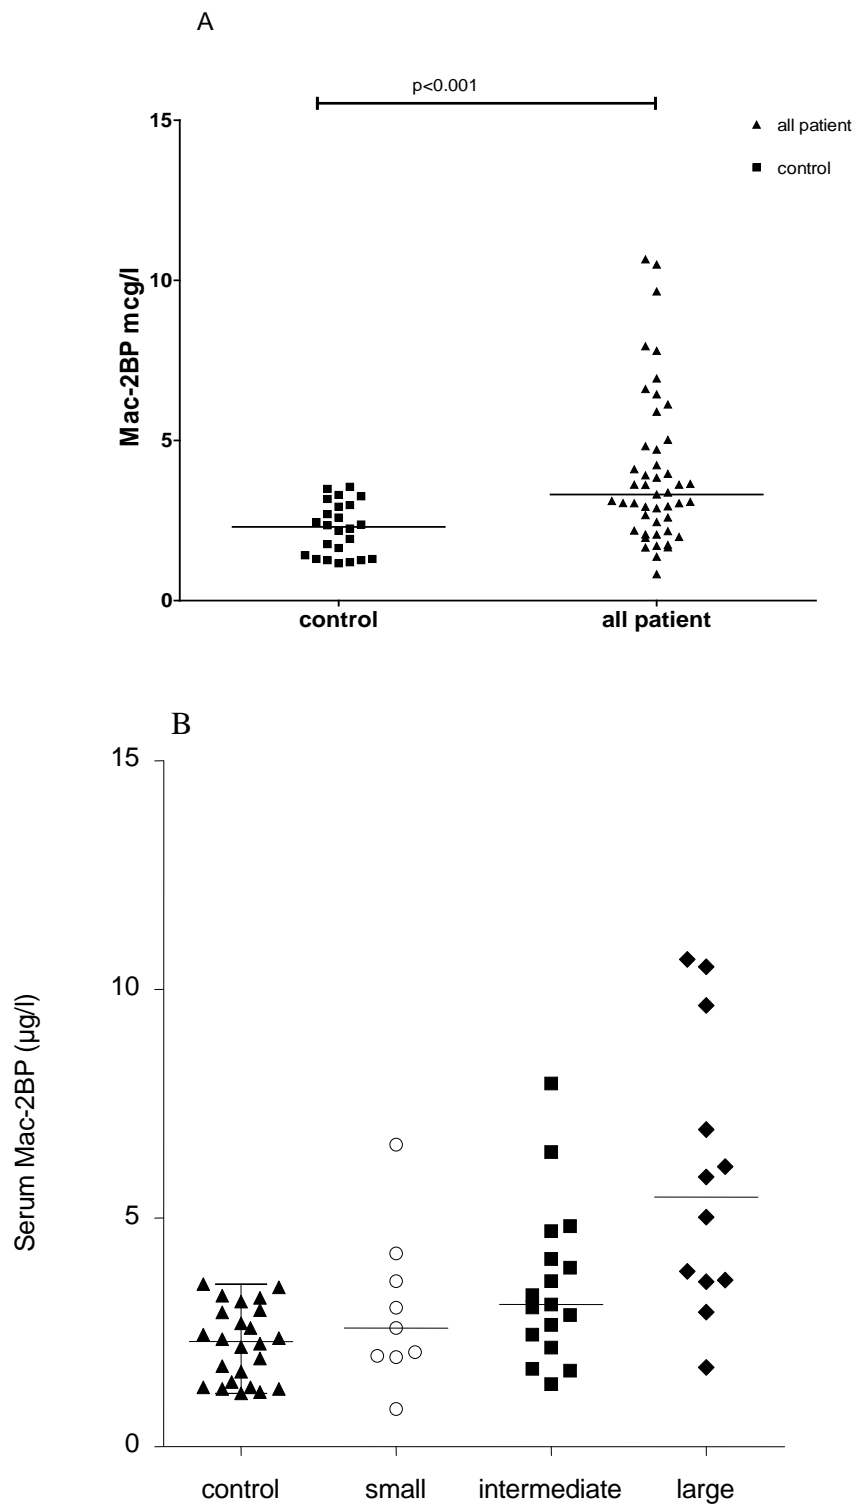 A
p<0.001
15
all patient
control
10
Mac-2BP mcg/l
5
0
control
all patient
B
15
10
Serum Mac-2BP (µg/l)
5
0
control
small
intermediate
large